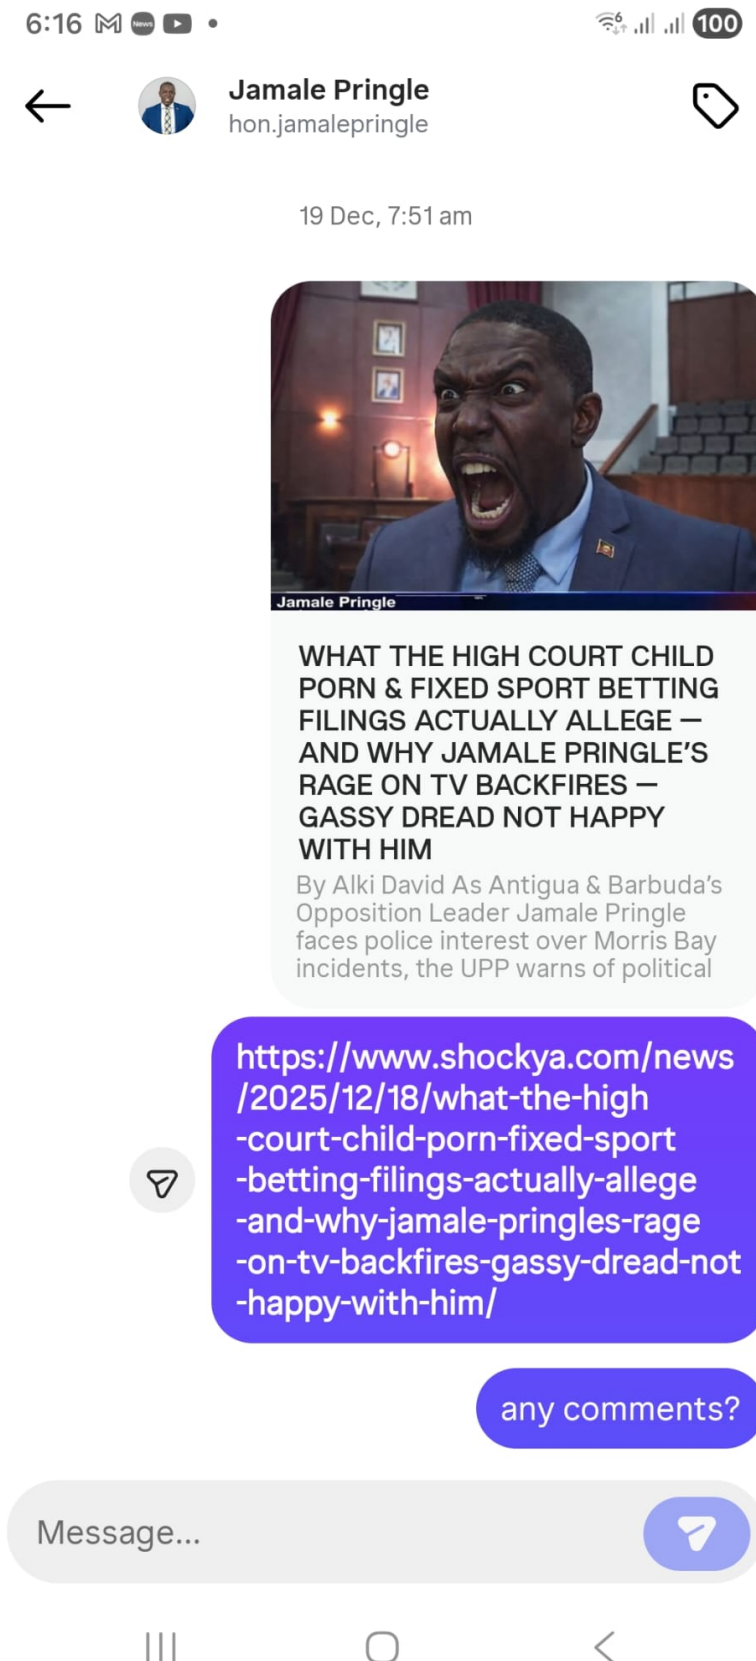 6:16
News
6
100
Jamale Pringle
hon.jamalepringle
19 Dec, 7:51 am
Jamale Pringle
WHAT THE HIGH COURT CHILD
PORN & FIXED SPORT BETTING
FILINGS ACTUALLY ALLEGE —
AND WHY JAMALE PRINGLE’S
RAGE ON TV BACKFIRES —
GASSY DREAD NOT HAPPY
WITH HIM
By Alki David As Antigua & Barbuda’s
Opposition Leader Jamale Pringle
faces police interest over Morris Bay
incidents, the UPP warns of political
https://www.shockya.com/news
/2025/12/18/what-the-high
-court-child-porn-fixed-sport
-betting-filings-actually-allege
-and-why-jamale-pringles-rage
-on-tv-backfires-gassy-dread-not
-happy-with-him/
any comments?
Message...